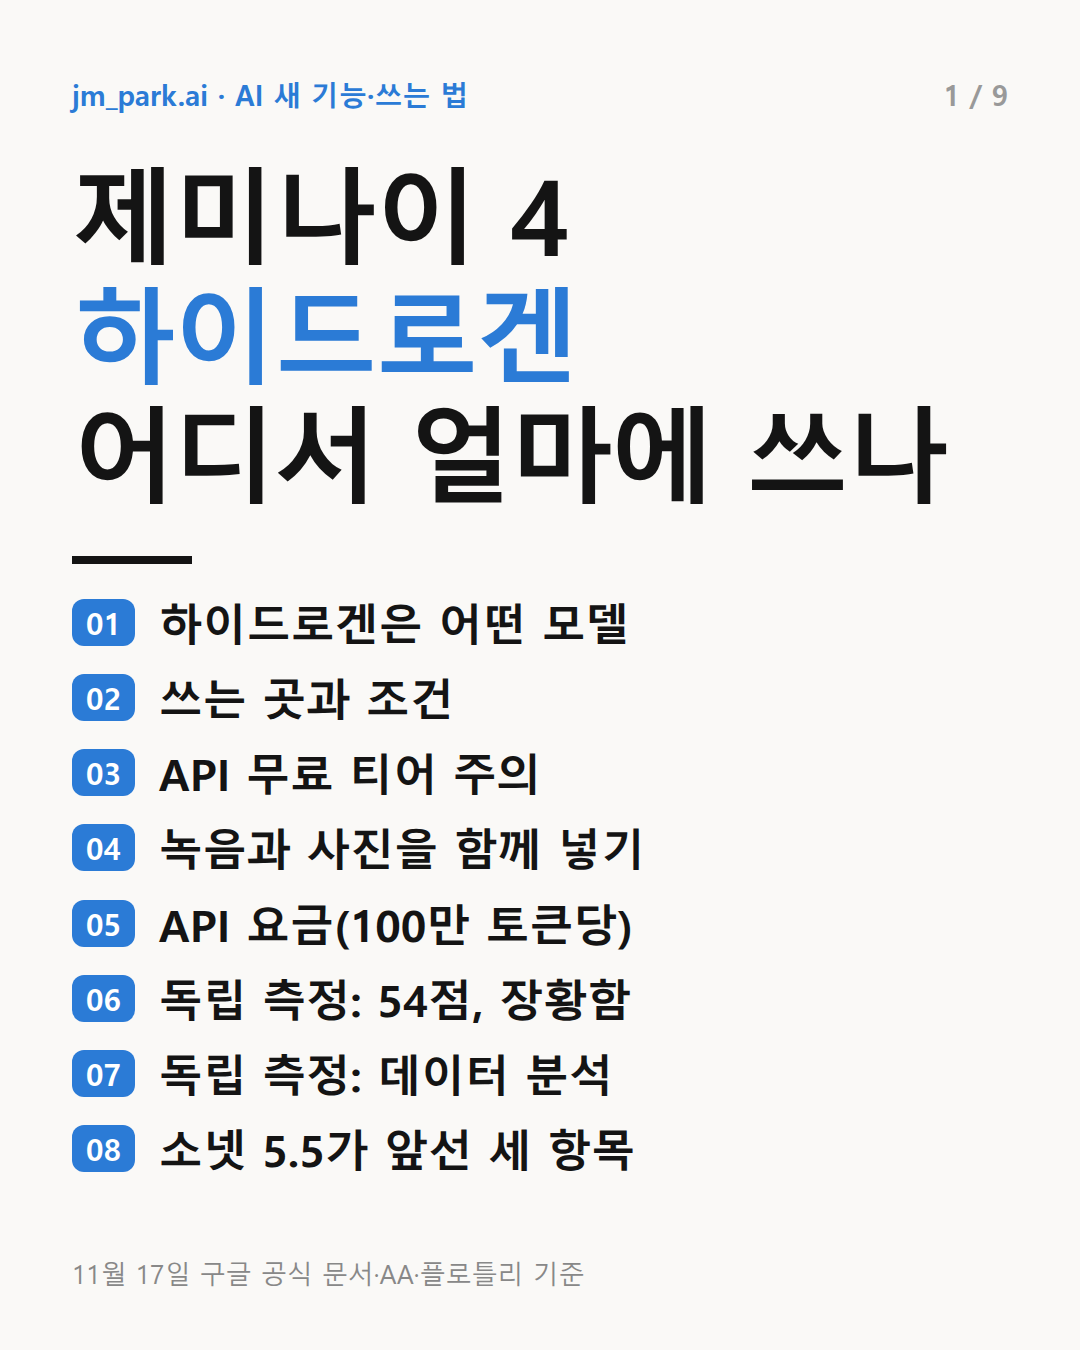 jm_park.ai · AI 새 기능·쓰는 법
1 / 9
제미나이 4
하이드로겐
어디서 얼마에 쓰나
01 하이드로겐은 어떤 모델
02 쓰는 곳과 조건
03 API 무료 티어 주의
04 녹음과 사진을 함께 넣기
05 API 요금(100만 토큰당)
06 독립 측정: 54점, 장황함
07 독립 측정: 데이터 분석
08 소넷 5.5가 앞선 세 항목
11월 17일 구글 공식 문서·AA·플로틀리 기준